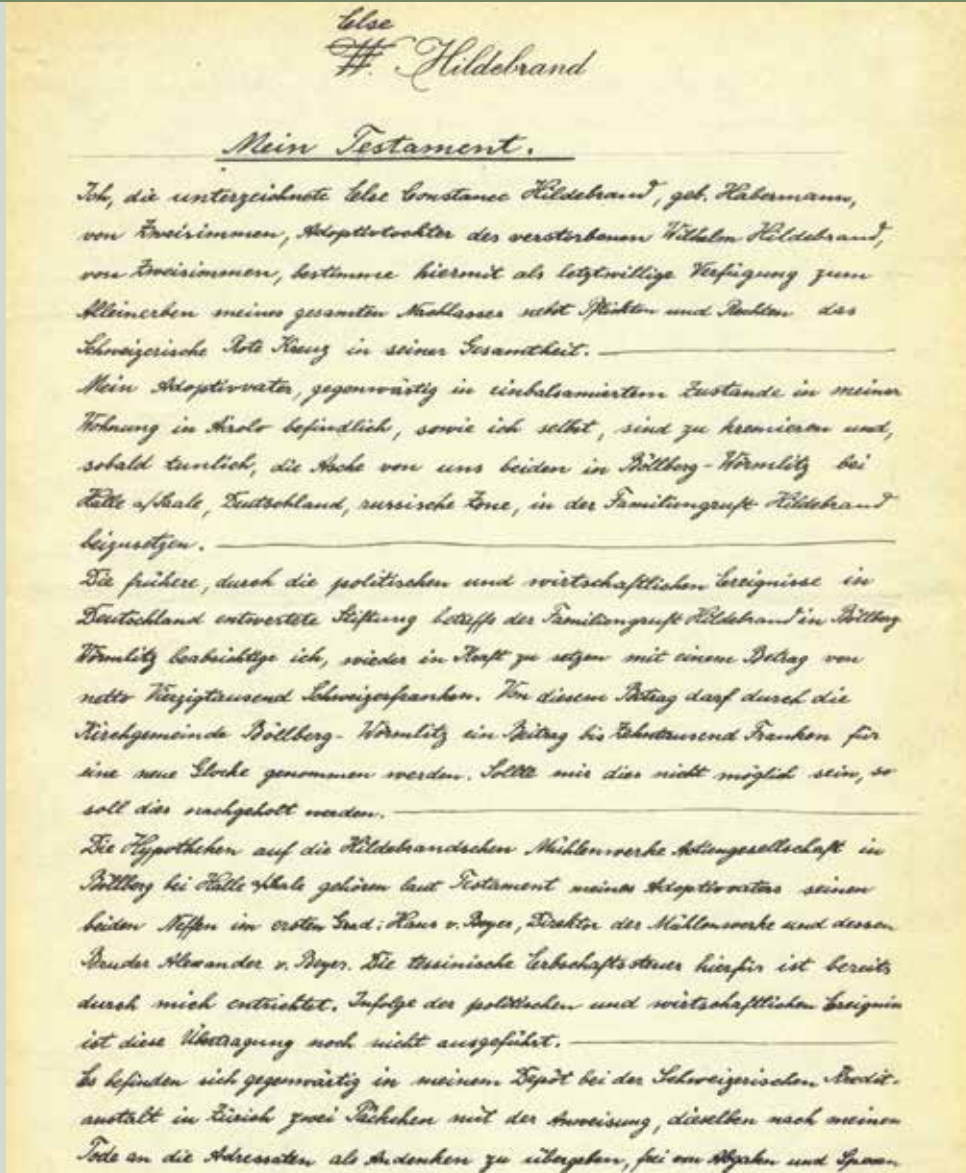 Else
W. Hildebrand
Mein Testament.
Ich, die unterzeichnete Else Constance Hildebrand, geb. Habermann,
von Zweisimmen, Adoptivtochter des verstorbenen Wilhelm Hildebrand,
von Zweisimmen, bestimme hiermit als letztwillige Verfügung zum
Alleinerben meines gesamten Nachlasses nebst Pflichten und Rechten das
Schweizerische Rote Kreuz in seiner Gesamtheit.
Mein Adoptivvater, gegenwärtig in einbalsamiertem Zustande in meiner
Wohnung in Airolo befindlich, sowie ich selbst, sind zu kremieren und,
sobald tunlich, die Asche von uns beiden in Böllberg-Wörmlitz bei
Halle a/Saale, Deutschland, russische Zone, in der Familiengruft Hildebrand
beizusetzen.
Die frühere, durch die politischen und wirtschaftlichen Ereignisse in
Deutschland entwertete Stiftung betreffs der Familiengruft Hildebrand in Böllberg
Wörmlitz beabsichtige ich, wieder in Kraft zu setzen mit einem Betrag von
netto Vierzigtausend Schweizerfranken. Von diesem Betrag darf durch die
Kirchgemeinde Böllberg-Wörmlitz ein Beitrag bis Zehntausend Franken für
eine neue Glocke genommen werden. Sollte mir dies nicht möglich sein, so
soll dies nachgeholt werden.
Die Hypotheken auf die Hildebrandschen Mühlenwerke Aktiengesellschaft in
Böllberg bei Halle a/Saale gehören laut Testament meines Adoptivvaters seinen
beiden Neffen im ersten Grad: Hans v. Beyer, Direktor der Mühlenwerke und dessen
Bruder Alexander v. Beyer. Die tessinische Erbschaftssteuer hierfür ist bereits
durch mich entrichtet. Infolge der politischen und wirtschaftlichen Ereignisse
ist diese Übertragung noch nicht ausgeführt.
Es befinden sich gegenwärtig in meinem Depôt bei der Schweizerischen Kredit-
anstalt in Zürich zwei Päckchen mit der Anweisung, dieselben nach meinem
Tode an die Adressaten als Andenken zu übergeben, frei von Abgaben und Spesen